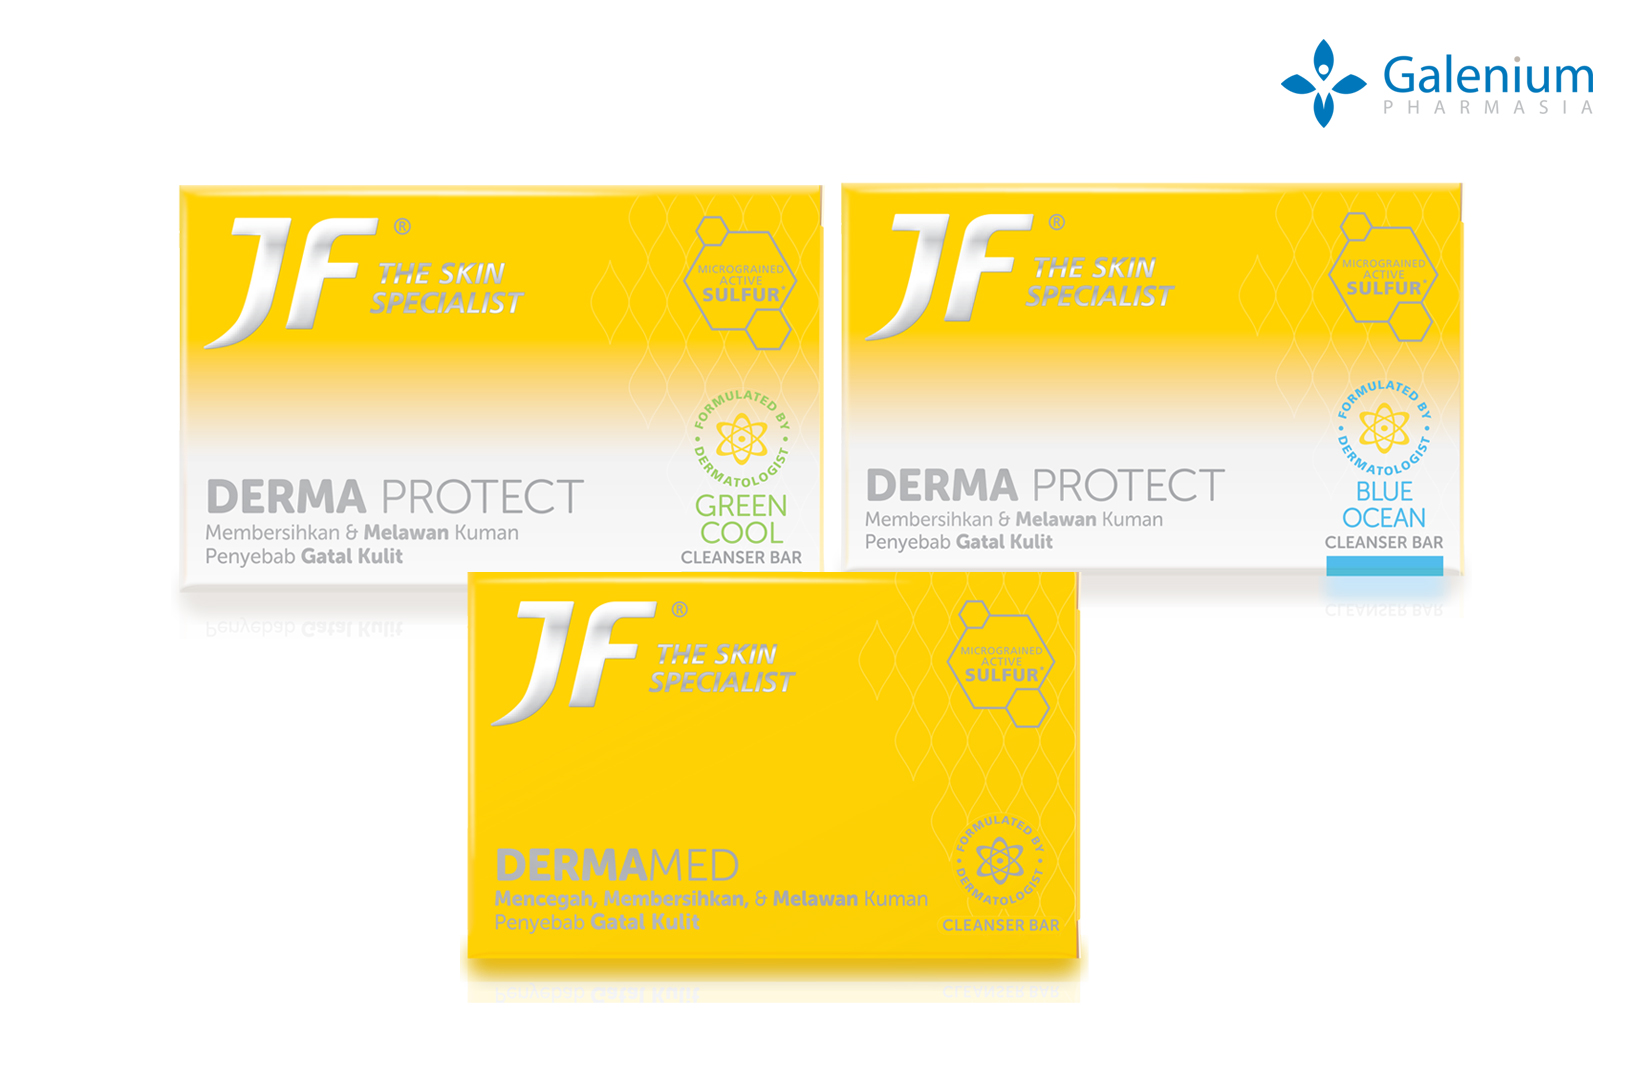 Galenium
PHARMASIA
JF®
THE SKIN
SPECIALIST
MICROGRAINED
ACTIVE
SULFUR*
FORMULATED BY
DERMATOLOGIST
DERMA PROTECT
Membersihkan & Melawan Kuman
Penyebab Gatal Kulit
GREEN
COOL
CLEANSER BAR
JF®
THE SKIN
SPECIALIST
MICROGRAINED
ACTIVE
SULFUR*
FORMULATED BY
DERMATOLOGIST
DERMA PROTECT
Membersihkan & Melawan Kuman
Penyebab Gatal Kulit
BLUE
OCEAN
CLEANSER BAR
JF®
THE SKIN
SPECIALIST
MICROGRAINED
ACTIVE
SULFUR*
FORMULATED BY
DERMATOLOGIST
DERMAMED
Mencegah, Membersihkan, & Melawan Kuman
Penyebab Gatal Kulit
CLEANSER BAR